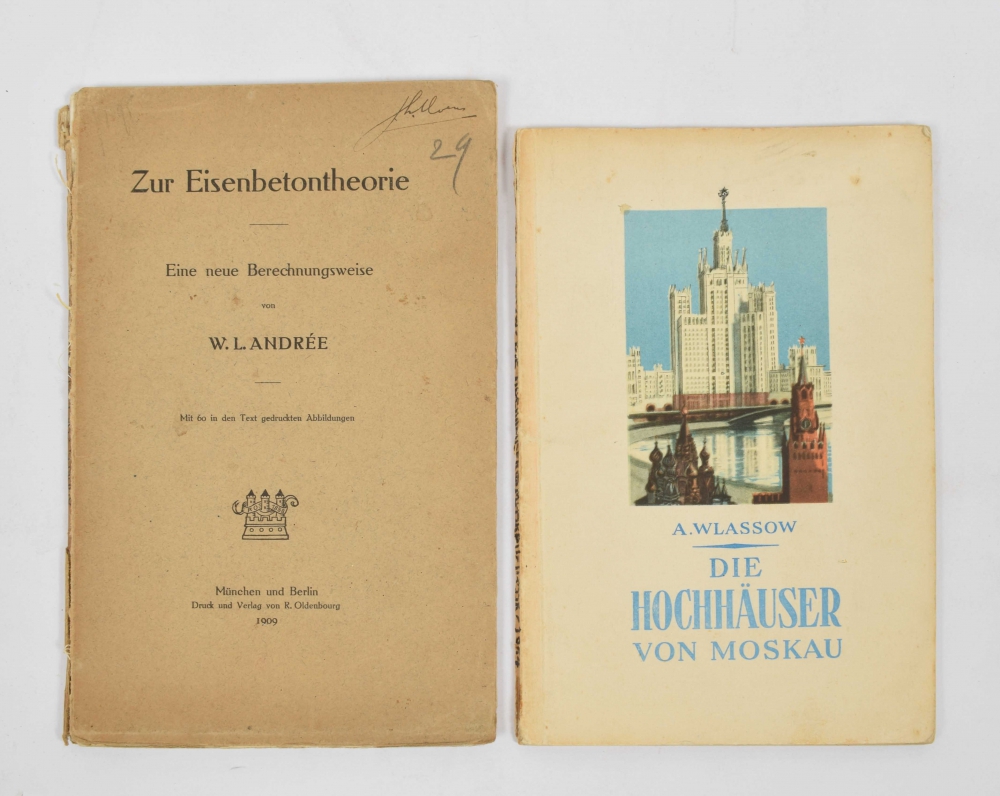 29
Zur Eisenbetontheorie
Eine neue Berechnungsweise
von
W. L. ANDRÉE
Mit 60 in den Text gedruckten Abbildungen
München und Berlin
Druck und Verlag von R. Oldenbourg
1909
A. WLASSOW
DIE
HOCHHÄUSER
VON MOSKAU